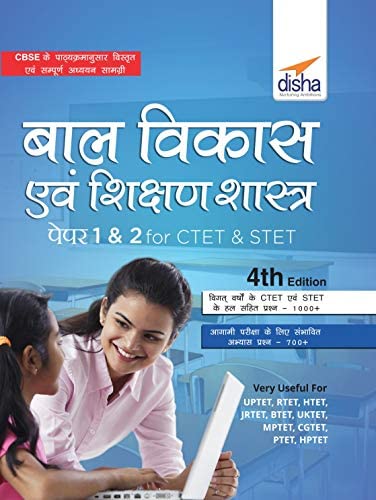 CBSE के पाठ्यक्रमानुसार विस्तृत
एवं सम्पूर्ण अध्ययन सामग्री
disha
Nurturing Ambitions
बाल विकास
एवं शिक्षण शास्त्र
पेपर 1 & 2 for CTET & STET
4th Edition
विगत् वर्षों के CTET एवं STET
के हल सहित प्रश्न - 1000+
आगामी परीक्षा के लिए संभावित
अभ्यास प्रश्न - 700+
Very Useful For
UPTET, RTET, HTET,
JRTET, BTET, UKTET,
MPTET, CGTET,
PTET, HPTET